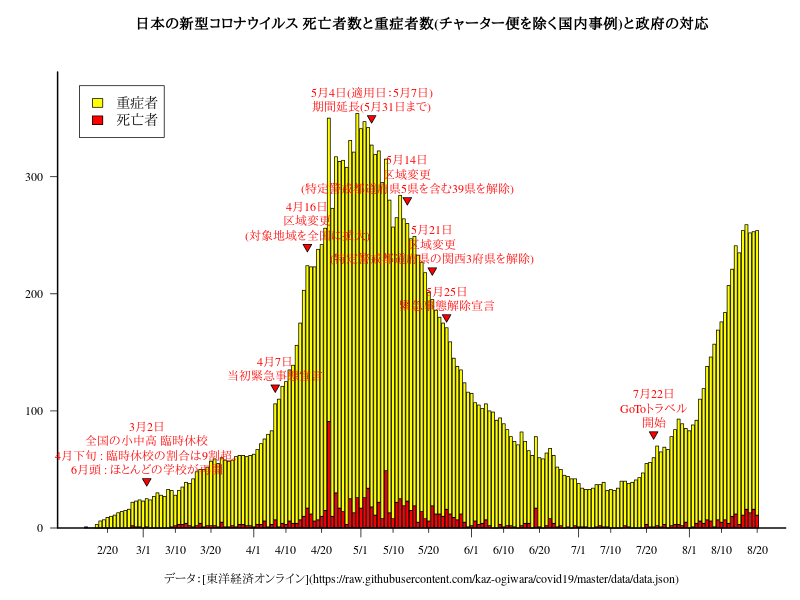 日本の新型コロナウイルス 死亡者数と重症者数(チャーター便を除く国内事例)と政府の対応
重症者
死亡者
5月4日(適用日：5月7日)
期間延長(5月31日まで)
5月14日
区域変更
(特定警戒都道府県5県を含む39県を解除)
4月16日
区域変更
(対象地域を全国に拡大)
5月21日
区域変更
(特定警戒都道府県の関西3府県を解除)
5月25日
緊急事態解除宣言
4月7日
当初緊急事態宣言
7月22日
GoToトラベル
開始
3月2日
全国の小中高 臨時休校
4月下旬：臨時休校の割合は9割超
6月頭：ほとんどの学校が再開
300
200
100
0
2/20 3/1 3/10 3/20 4/1 4/10 4/20 5/1 5/10 5/20 6/1 6/10 6/20 7/1 7/10 7/20 8/1 8/10 8/20
データ：[東洋経済オンライン](https://raw.githubusercontent.com/kaz-ogiwara/covid19/master/data/data.json)